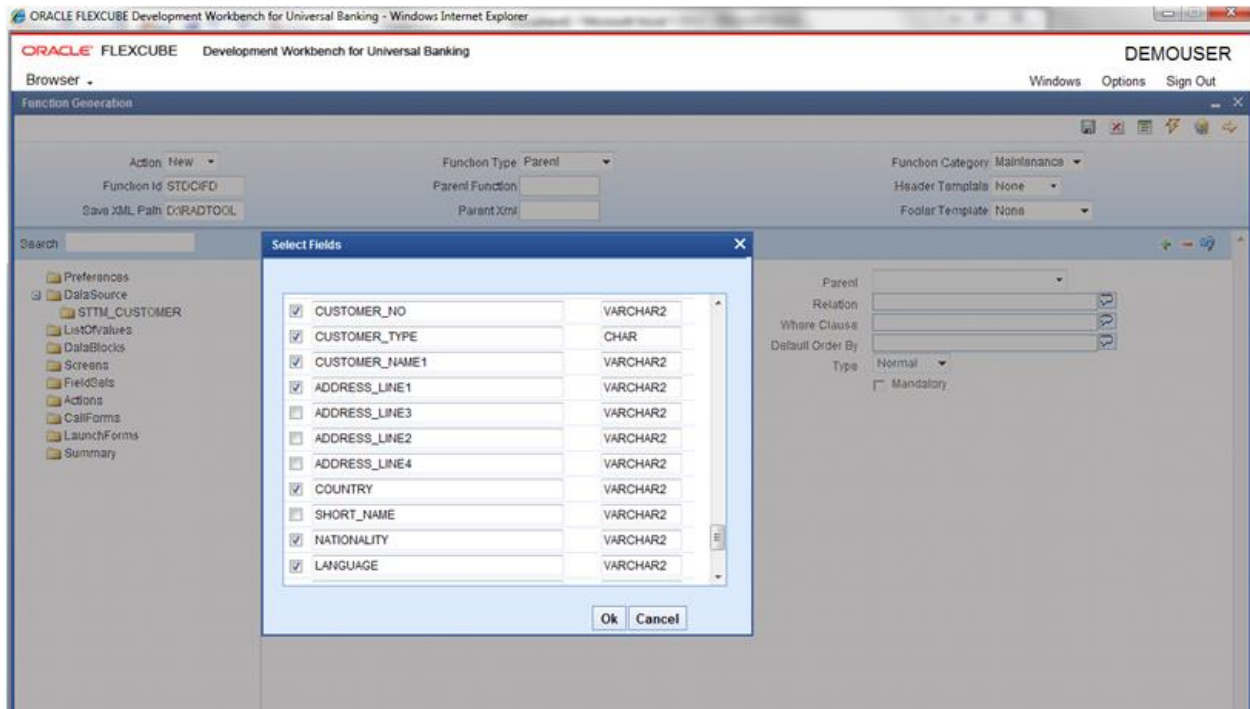 ORACLE FLEXCUBE Development Workbench for Universal Banking - Windows Internet Explorer
ORACLE FLEXCUBE Development Workbench for Universal Banking
DEMOUSER
Browser
Windows Options Sign Out
Function Generation
Action New Function Type Parent Function Category Maintenance
Function Id STDCIFD Parent Function Header Template None
Save XML Path D:\RADTOOL Parent Xml Footer Template None
Search
Preferences
DataSource
STTM_CUSTOMER
ListOfValues
DataBlocks
Screens
FieldSets
Actions
CallForms
LaunchForms
Summary
Select Fields
CUSTOMER_NO VARCHAR2
CUSTOMER_TYPE CHAR
CUSTOMER_NAME1 VARCHAR2
ADDRESS_LINE1 VARCHAR2
ADDRESS_LINE3 VARCHAR2
ADDRESS_LINE2 VARCHAR2
ADDRESS_LINE4 VARCHAR2
COUNTRY VARCHAR2
SHORT_NAME VARCHAR2
NATIONALITY VARCHAR2
LANGUAGE VARCHAR2
Ok Cancel
Parent
Relation
Where Clause
Default Order By
Type Normal
Mandatory